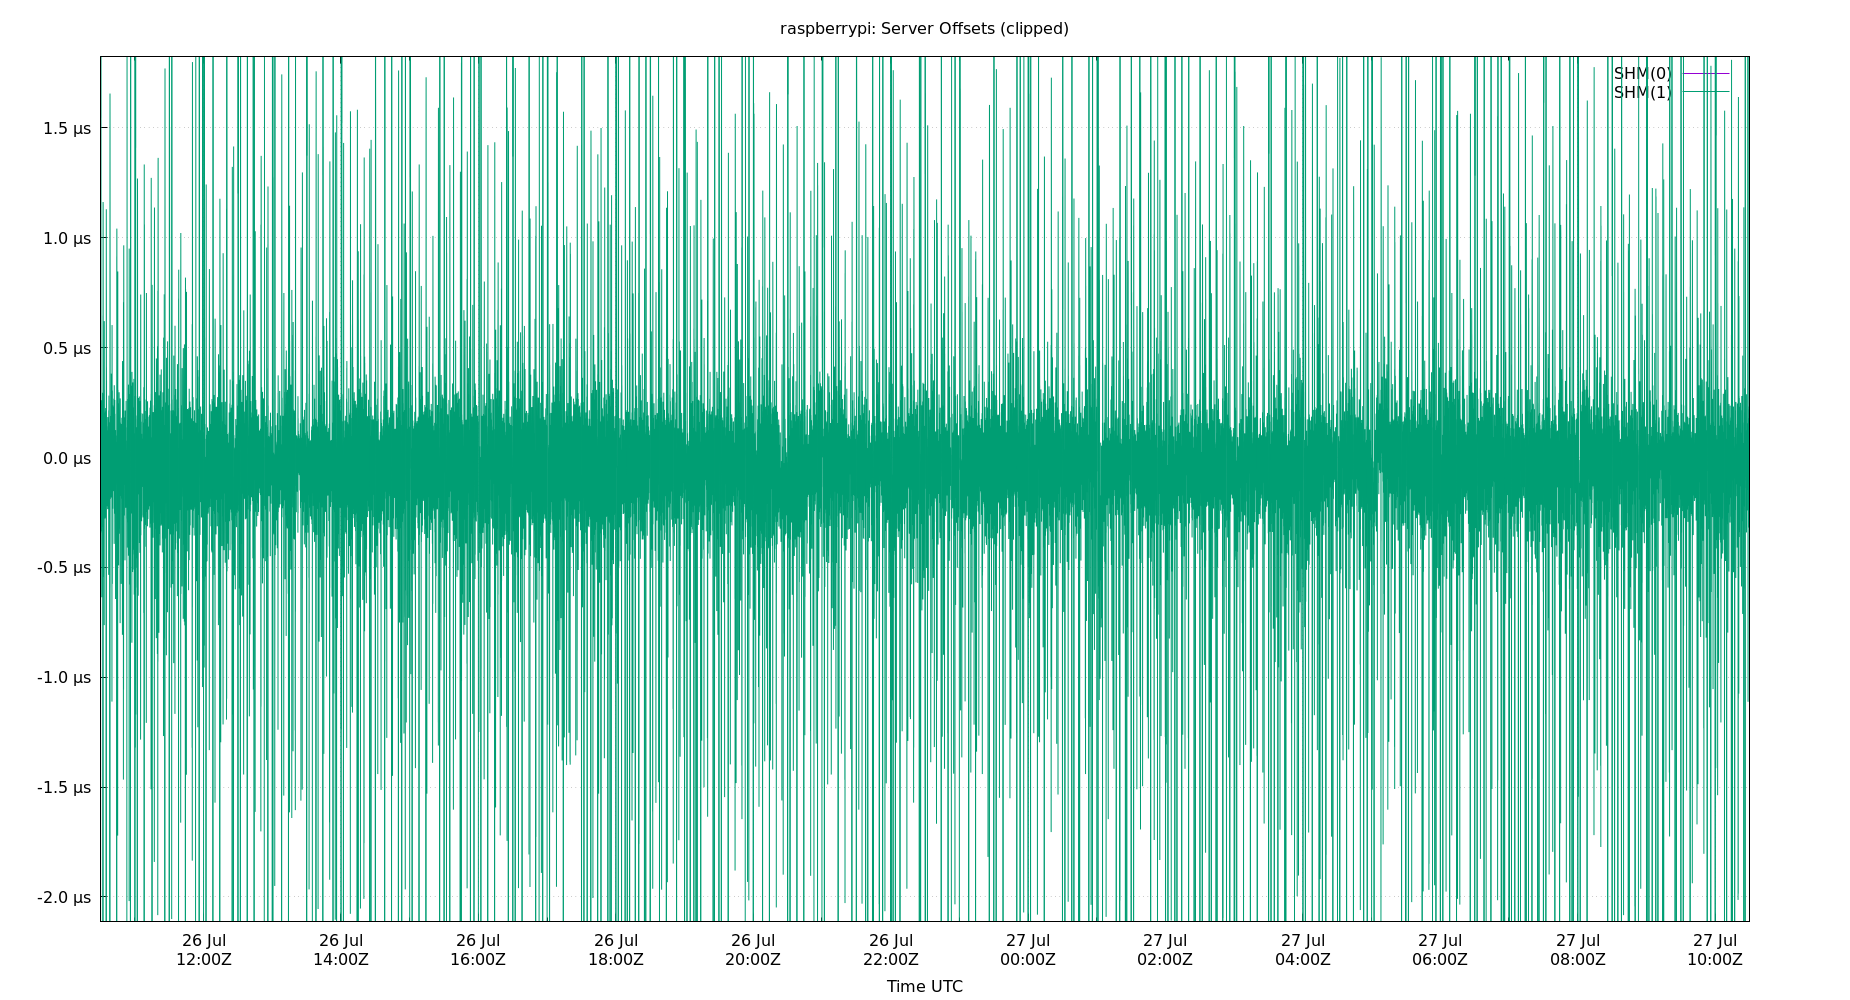 raspberrypi: Server Offsets (clipped)
SHM(0)
SHM(1)
1.5 µs
1.0 µs
0.5 µs
0.0 µs
-0.5 µs
-1.0 µs
-1.5 µs
-2.0 µs
26 Jul 26 Jul 26 Jul 26 Jul 26 Jul 26 Jul 27 Jul 27 Jul 27 Jul 27 Jul 27 Jul 27 Jul
12:00Z 14:00Z 16:00Z 18:00Z 20:00Z 22:00Z 00:00Z 02:00Z 04:00Z 06:00Z 08:00Z 10:00Z
Time UTC